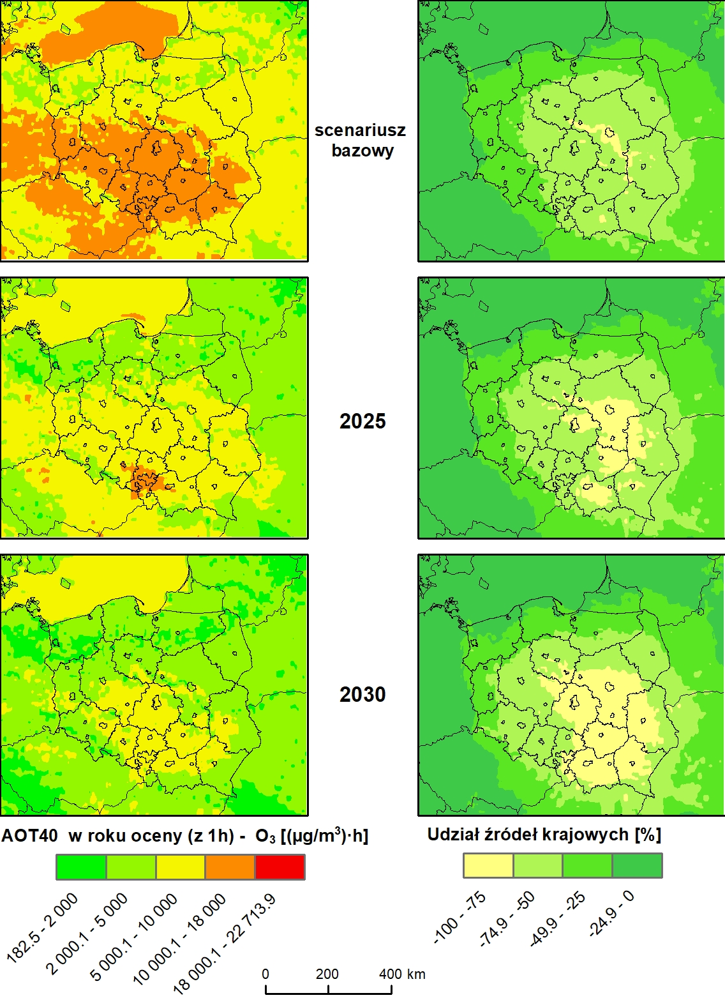 scenariusz
bazowy
2025
2030
AOT40 w roku oceny (z 1h) - O₃ [(µg/m³)·h]
182.5 - 2 000
2 000.1 - 5 000
5 000.1 - 10 000
10 000.1 - 18 000
18 000.1 - 22 713.9
Udział źródeł krajowych [%]
-100 - -75
-74.9 - -50
-49.9 - -25
-24.9 - 0
0 200 400 km